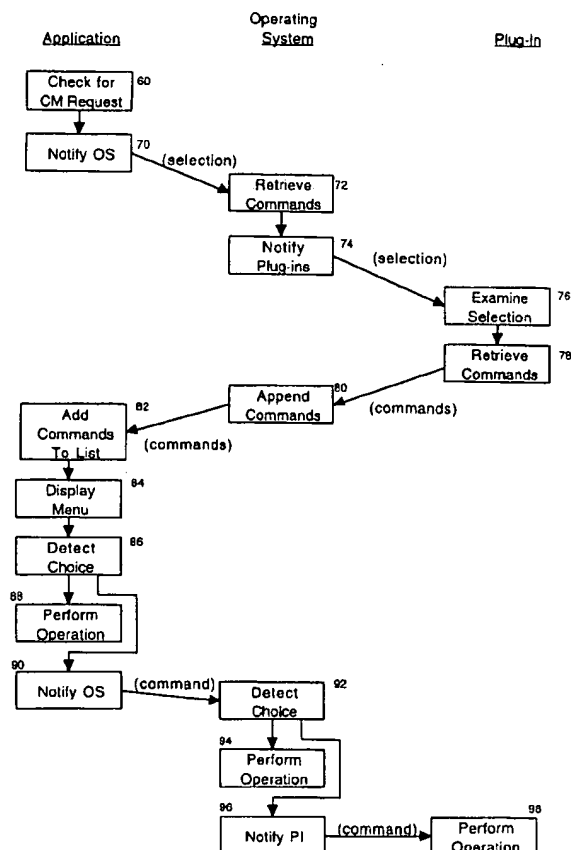 Application
Operating
System
Plug-In
Check for
CM Request
60
Notify OS
70
(selection)
Retrieve
Commands
72
Notify
Plug-ins
74
(selection)
Examine
Selection
76
Retrieve
Commands
78
(commands)
Append
Commands
80
(commands)
Add
Commands
To List
82
Display
Menu
84
Detect
Choice
86
88
Perform
Operation
90
Notify OS
(command)
Detect
Choice
92
94
Perform
Operation
96
Notify PI
(command)
Perform
Operation
98